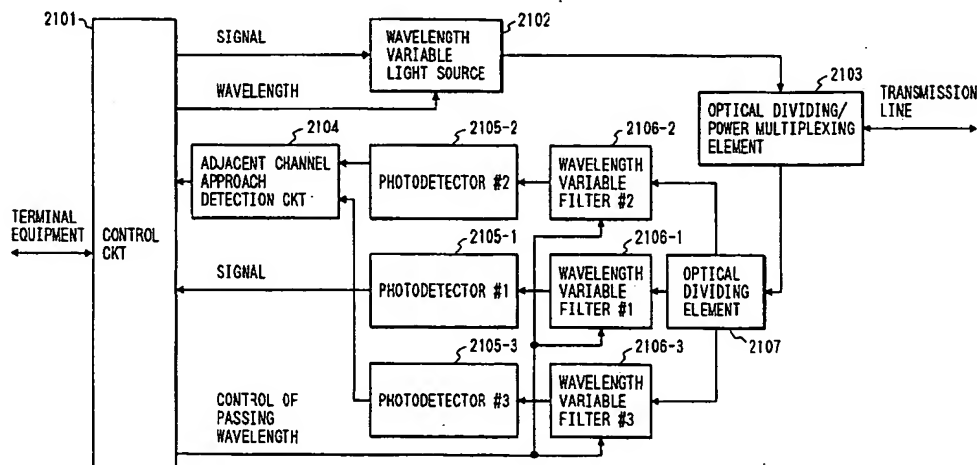 2101
SIGNAL
WAVELENGTH
2102
WAVELENGTH
VARIABLE
LIGHT SOURCE
2103
OPTICAL DIVIDING/
POWER MULTIPLEXING
ELEMENT
TRANSMISSION
LINE
2104
ADJACENT CHANNEL
APPROACH
DETECTION CKT
2105-2
PHOTODETECTOR #2
2106-2
WAVELENGTH
VARIABLE
FILTER #2
TERMINAL
EQUIPMENT
CONTROL
CKT
SIGNAL
2105-1
PHOTODETECTOR #1
2106-1
WAVELENGTH
VARIABLE
FILTER #1
OPTICAL
DIVIDING
ELEMENT
2107
2105-3
PHOTODETECTOR #3
2106-3
WAVELENGTH
VARIABLE
FILTER #3
CONTROL OF
PASSING
WAVELENGTH